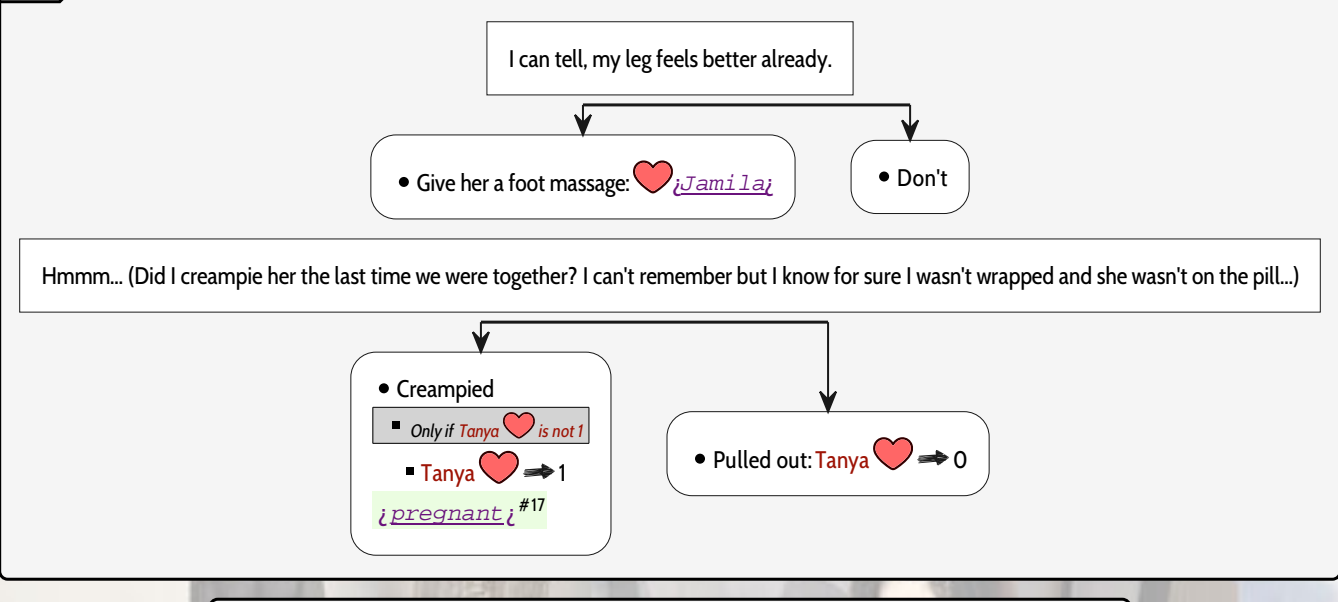 I can tell, my leg feels better already.
Give her a foot massage: ¿Jamila¿
Don't
Hmmm... (Did I creampie her the last time we were together? I can't remember but I know for sure I wasn't wrapped and she wasn't on the pill...)
Creampied
Only if Tanya is not 1
Tanya 1
¿pregnant¿#17
Pulled out: Tanya 0